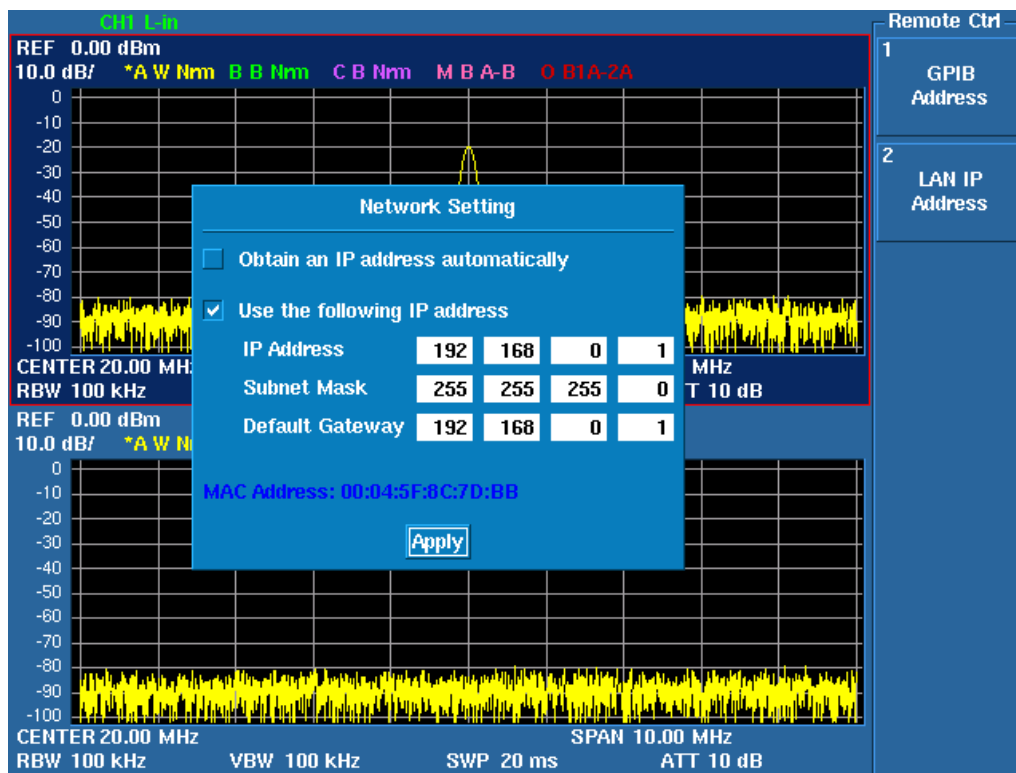 CH1 L-in
Remote Ctrl
REF 0.00 dBm
10.0 dB/ *A W Nrm B B Nrm C B Nrm M B A-B O B1A-2A
0
-10
-20
-30
-40
-50
-60
-70
-80
-90
-100
CENTER 20.00 MH
MHz
RBW 100 kHz
T 10 dB
1
GPIB
Address
2
LAN IP
Address
Network Setting
Obtain an IP address automatically
Use the following IP address
IP Address 192 168 0 1
Subnet Mask 255 255 255 0
Default Gateway 192 168 0 1
MAC Address: 00:04:5F:8C:7D:BB
Apply
REF 0.00 dBm
10.0 dB/ *A W N
0
-10
-20
-30
-40
-50
-60
-70
-80
-90
-100
CENTER 20.00 MHz SPAN 10.00 MHz
RBW 100 kHz VBW 100 kHz SWP 20 ms ATT 10 dB